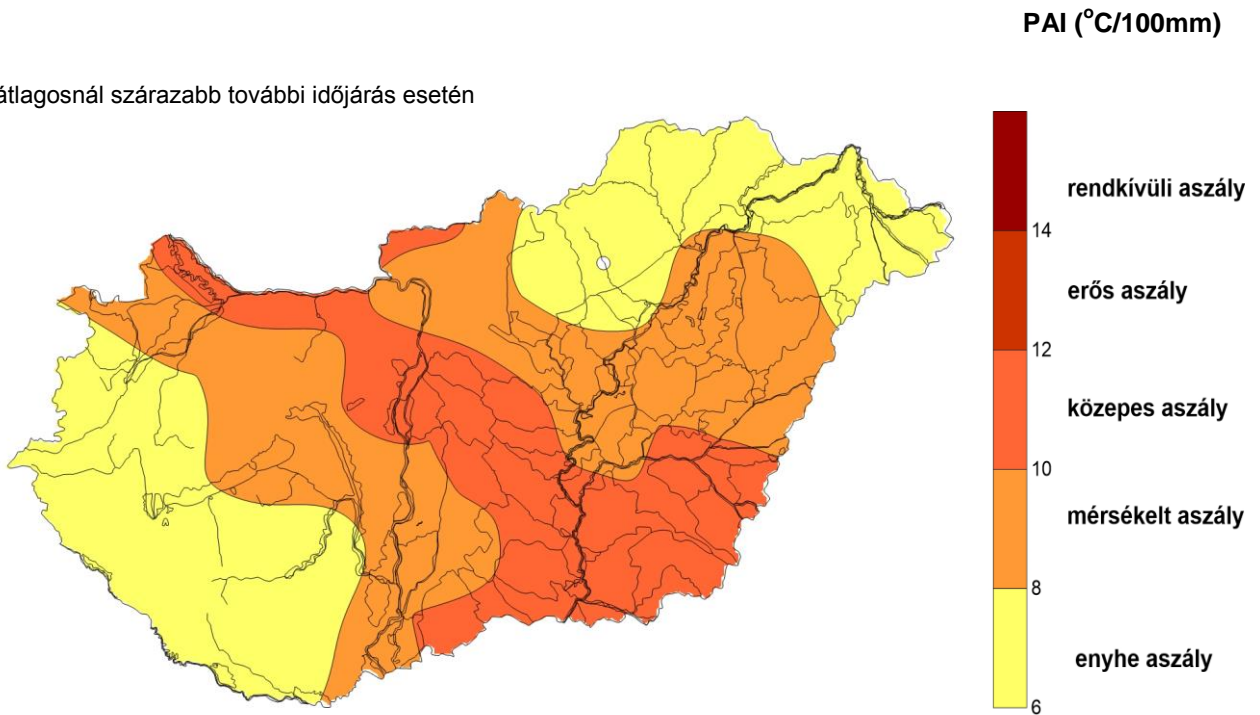 PAI (°C/100mm)
átlagosnál szárazabb további időjárás esetén
rendkívüli aszály
14
erős aszály
12
közepes aszály
10
mérsékelt aszály
8
enyhe aszály
6